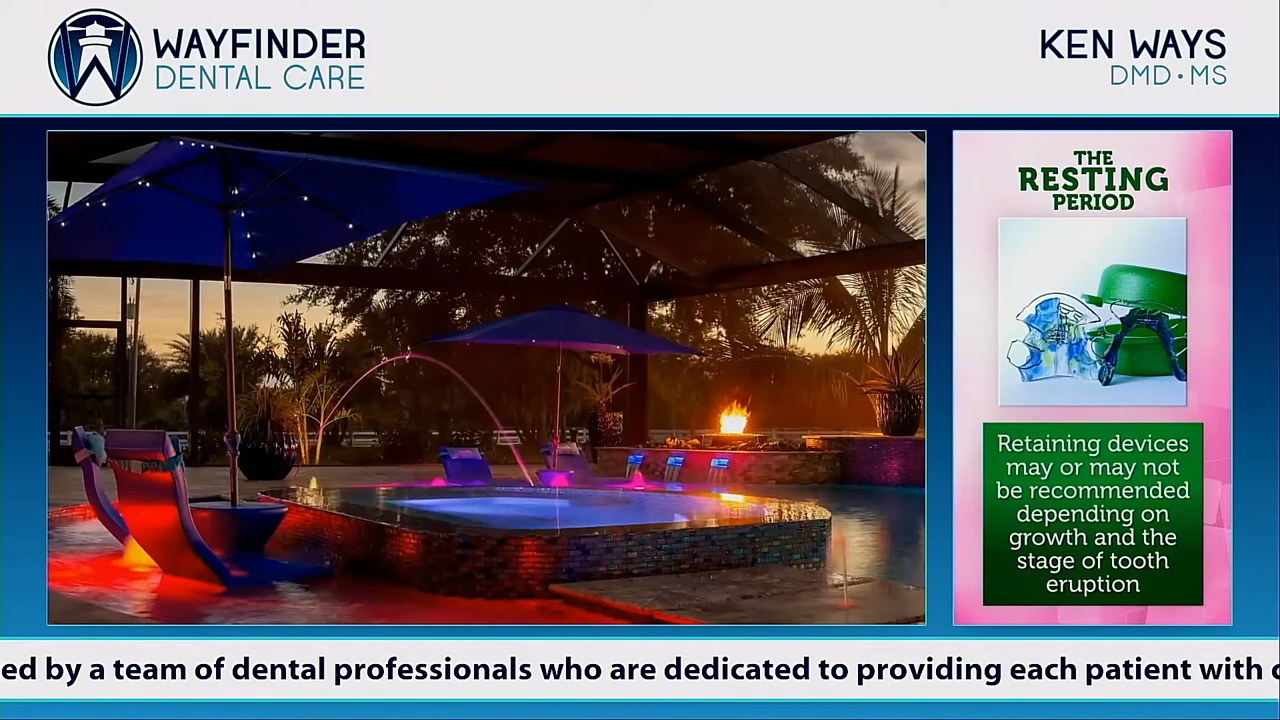 WAYFINDER
DENTAL CARE
KEN WAYS
DMD • MS
THE
RESTING
PERIOD
Retaining devices
may or may not
be recommended
depending on
growth and the
stage of tooth
eruption
ed by a team of dental professionals who are dedicated to providing each patient with